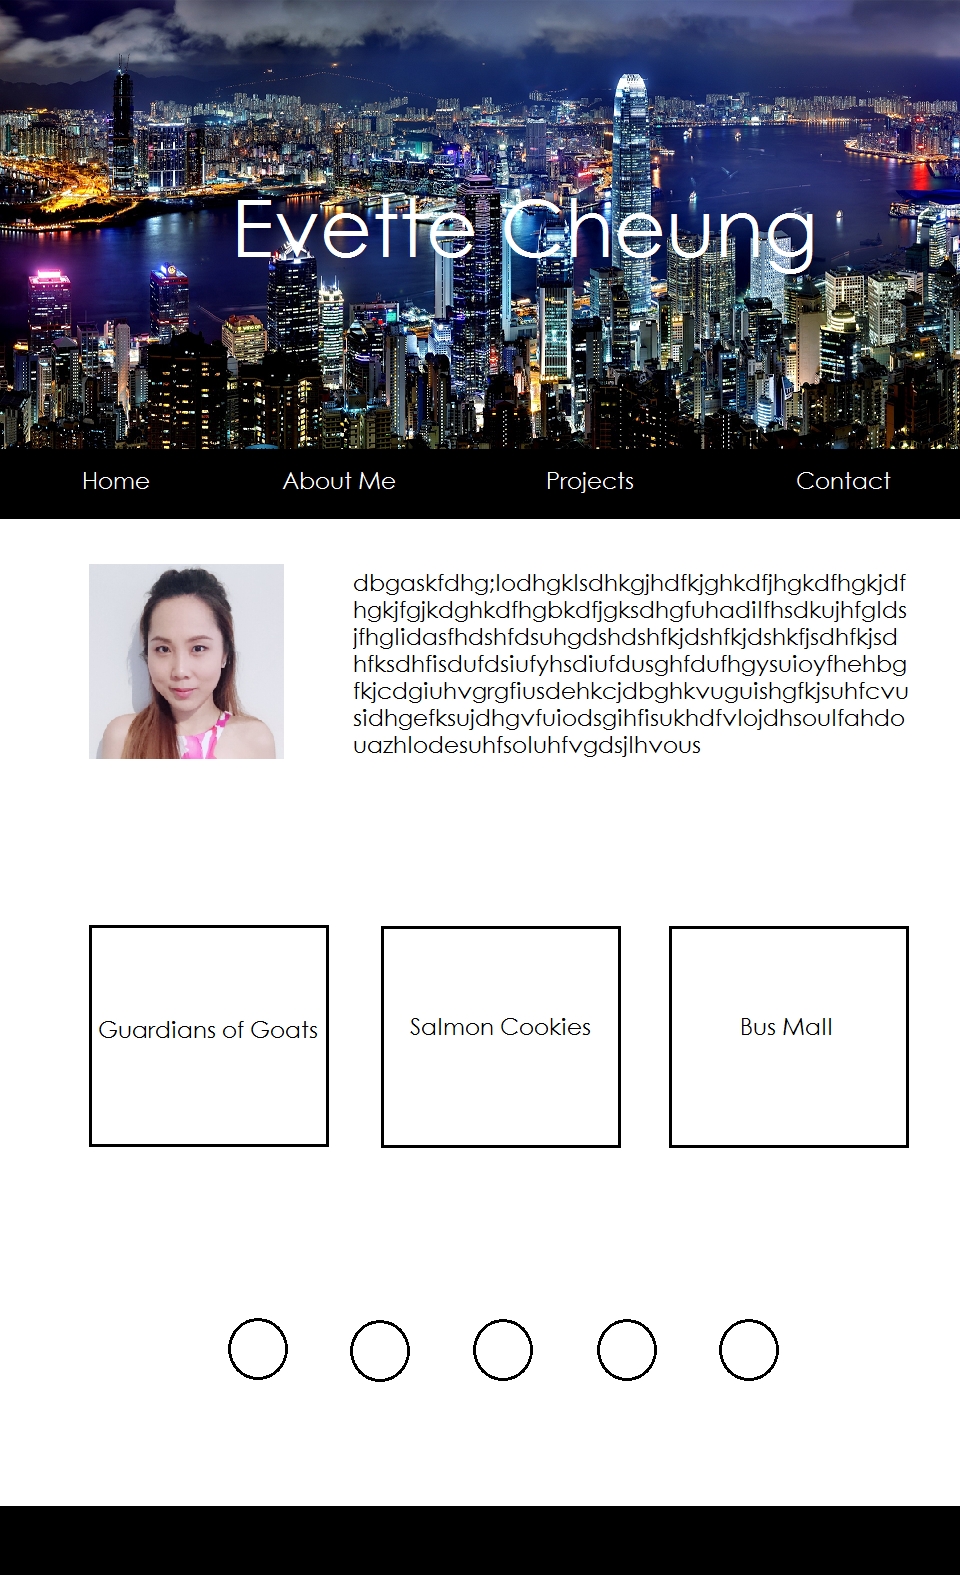 Evette Cheung
Home About Me Projects Contact
dbgaskfdhg;lodhgklsdhkgjhdfkjghkdfjhgkdfhgkjdf
hgkjfgjkdghkdfhgbkdfjgksdhgfuhadilfhsdkujhfglds
jfhglidasfhdshfdsuhgdshdshfkjdshfkjdshkfjsdhfkjsd
hfksdhfisdufdsiufyhsdiufdusghfdufhgysuioyfhehbg
fkjcdgiuhvgrgfiusdehkcjdbghkvuguishgfkjsuhfcvu
sidhgefksujdhgvfuiodsgihfisukhdfvlojdhsoulfahdo
uazhlodesuhfsoluhfvgdsjlhvous
Guardians of Goats Salmon Cookies Bus Mall